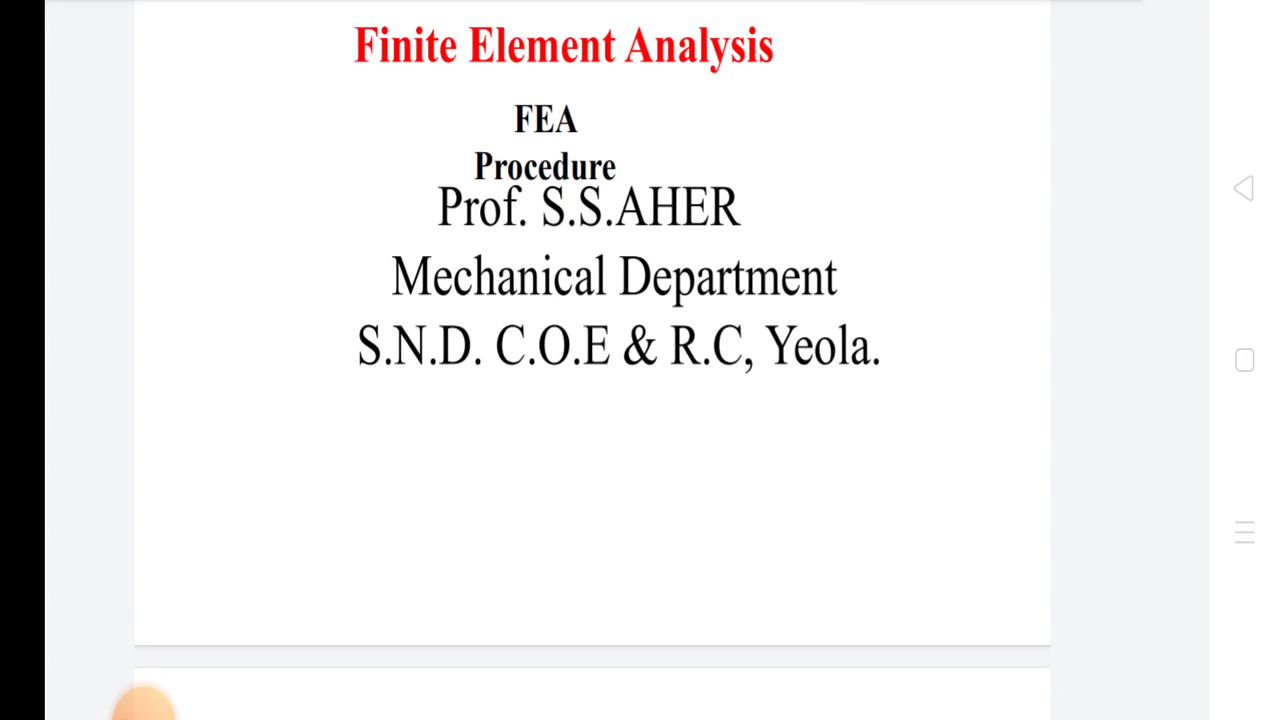 Finite Element Analysis
FEA
Procedure
Prof. S.S.AHER
Mechanical Department
S.N.D. C.O.E & R.C, Yeola.